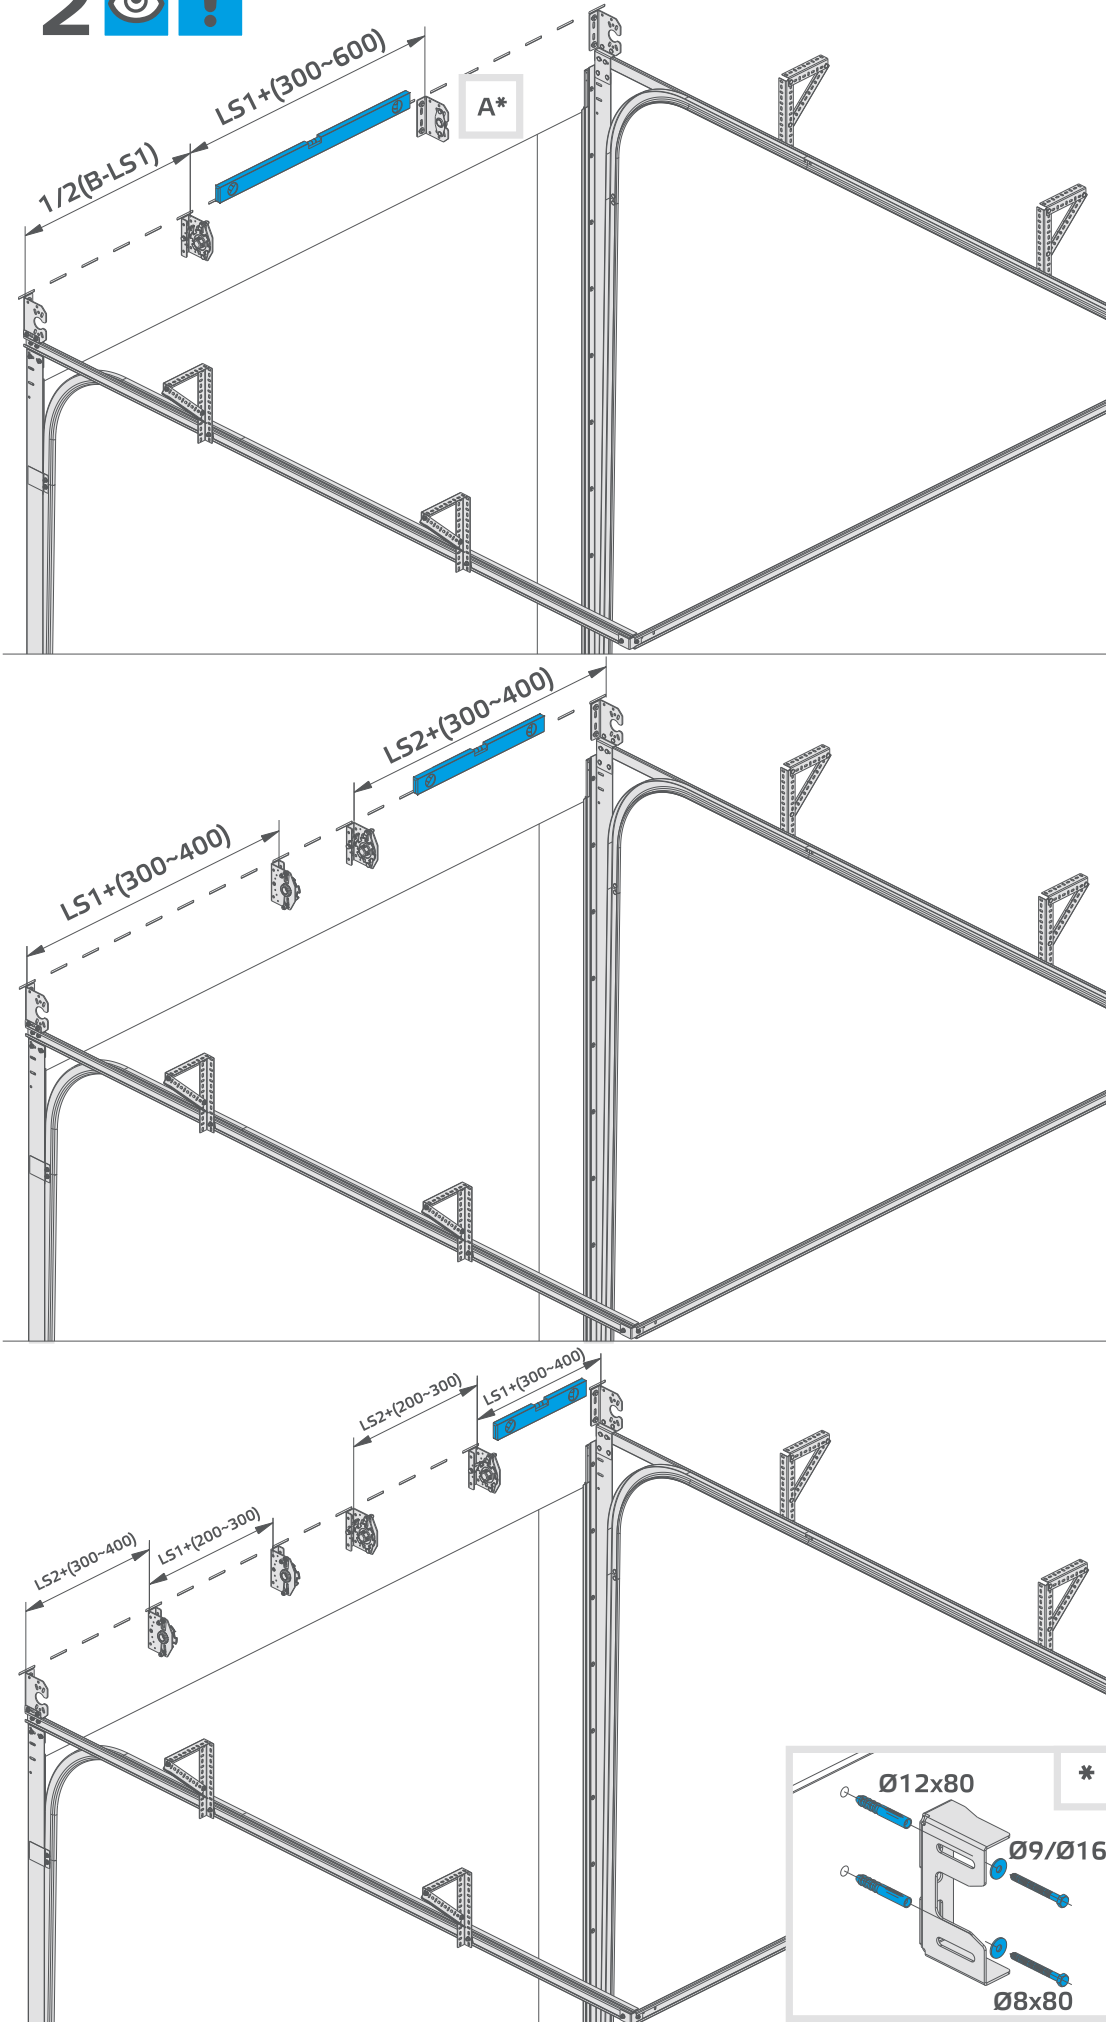 2 !
LS1+(300~600)
A*
1/2(B-LS1)
LS2+(300~400)
LS1+(300~400)
LS1+(300~400)
LS2+(200~300)
LS1+(200~300)
LS2+(300~400)
*
Ø12x80
Ø9/Ø16
Ø8x80